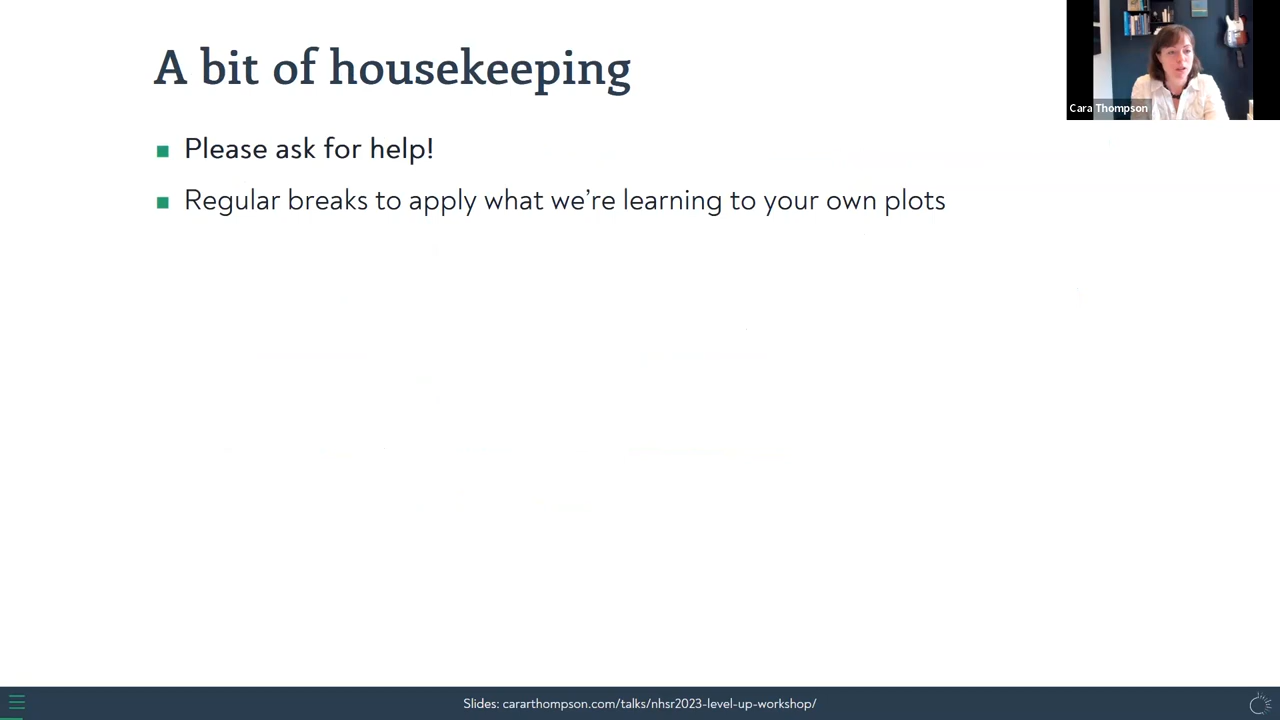 A bit of housekeeping
Cara Thompson
Please ask for help!
Regular breaks to apply what we're learning to your own plots
Slides: cararthompson.com/talks/nhsr2023-level-up-workshop/